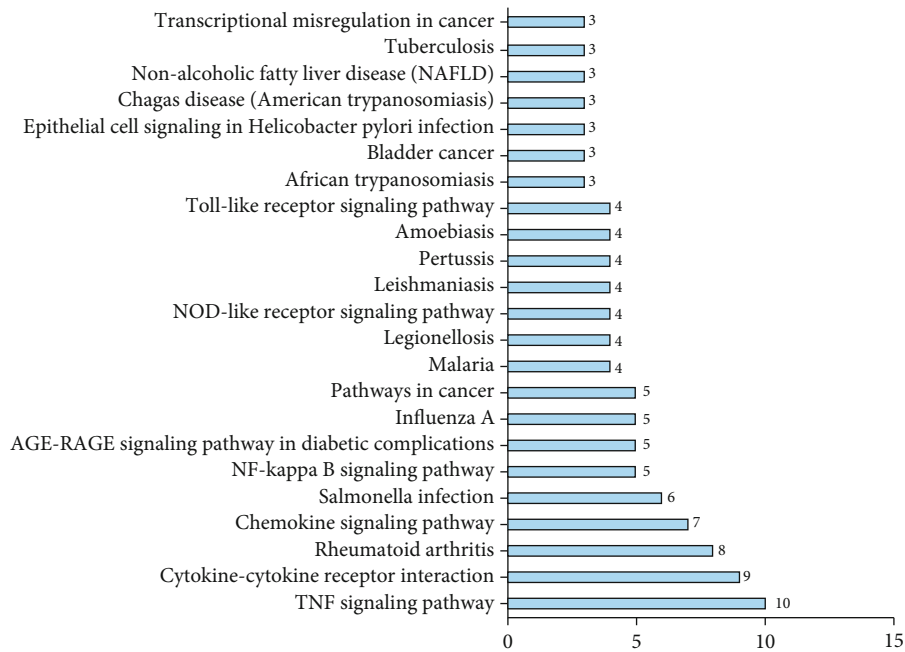 Transcriptional misregulation in cancer 3
Tuberculosis 3
Non-alcoholic fatty liver disease (NAFLD) 3
Chagas disease (American trypanosomiasis) 3
Epithelial cell signaling in Helicobacter pylori infection 3
Bladder cancer 3
African trypanosomiasis 3
Toll-like receptor signaling pathway 4
Amoebiasis 4
Pertussis 4
Leishmaniasis 4
NOD-like receptor signaling pathway 4
Legionellosis 4
Malaria 4
Pathways in cancer 5
Influenza A 5
AGE-RAGE signaling pathway in diabetic complications 5
NF-kappa B signaling pathway 5
Salmonella infection 6
Chemokine signaling pathway 7
Rheumatoid arthritis 8
Cytokine-cytokine receptor interaction 9
TNF signaling pathway 10
0 5 10 15